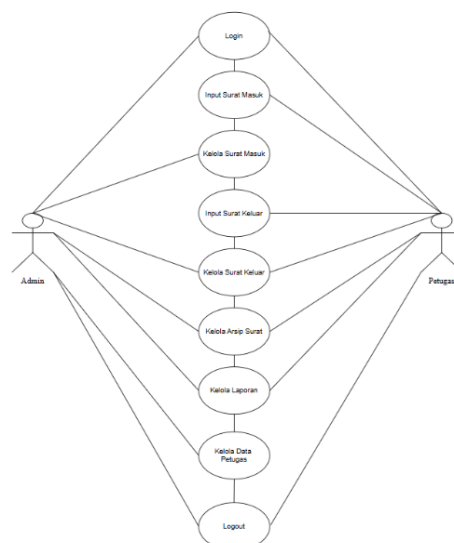 Login
Input Surat Masuk
Kelola Surat Masuk
Input Surat Keluar
Kelola Surat Keluar
Admin
Petugas
Kelola Arsip Surat
Kelola Laporan
Kelola Data
Petugas
Logout